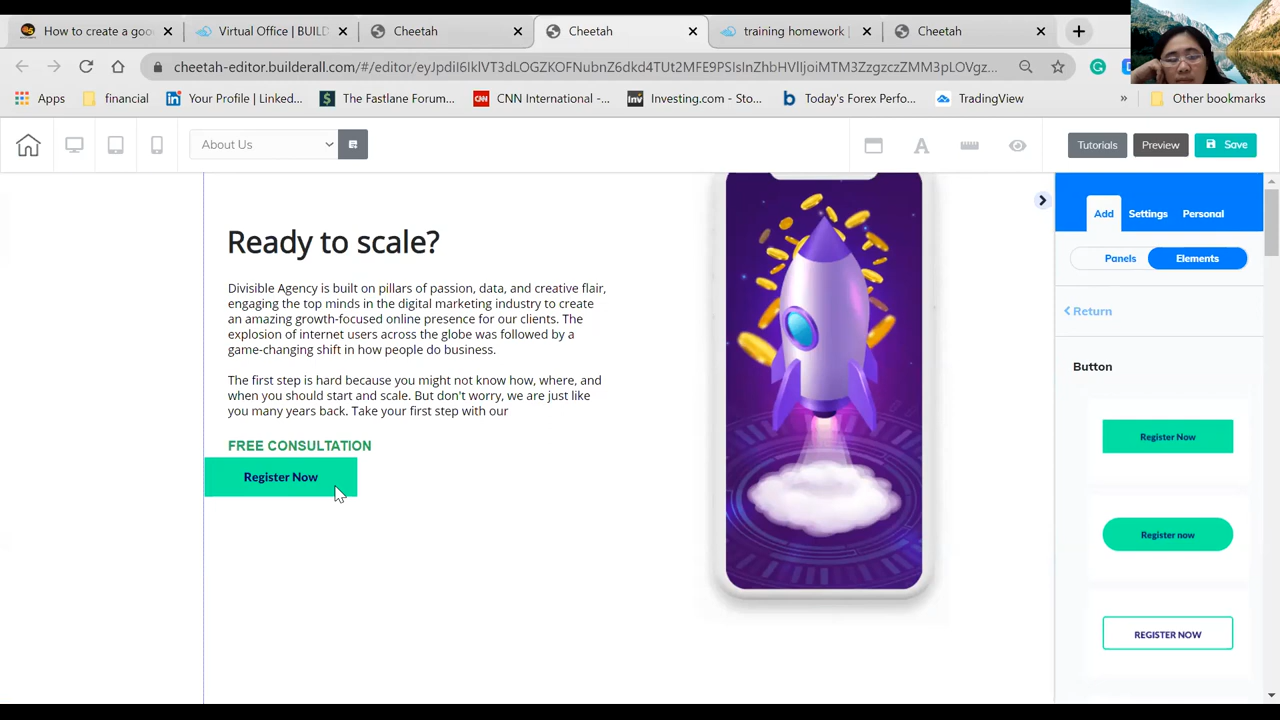 How to create a goo
Virtual Office | BUILD
Cheetah
Cheetah
training homework |
Cheetah
cheetah-editor.builderall.com/#/editor/
Apps
financial
Your Profile | Linked...
The Fastlane Forum...
CNN International -...
Investing.com - Sto...
Today's Forex Perfo...
TradingView
Other bookmarks
About Us
Tutorials
Preview
Save
Add
Settings
Personal
Panels
Elements
Return
Button
Register Now
Register now
REGISTER NOW
Ready to scale?
Divisible Agency is built on pillars of passion, data, and creative flair,
engaging the top minds in the digital marketing industry to create
an amazing growth-focused online presence for our clients. The
explosion of internet users across the globe was followed by a
game-changing shift in how people do business.
The first step is hard because you might not know how, where, and
when you should start and scale. But don't worry, we are just like
you many years back. Take your first step with our
FREE CONSULTATION
Register Now